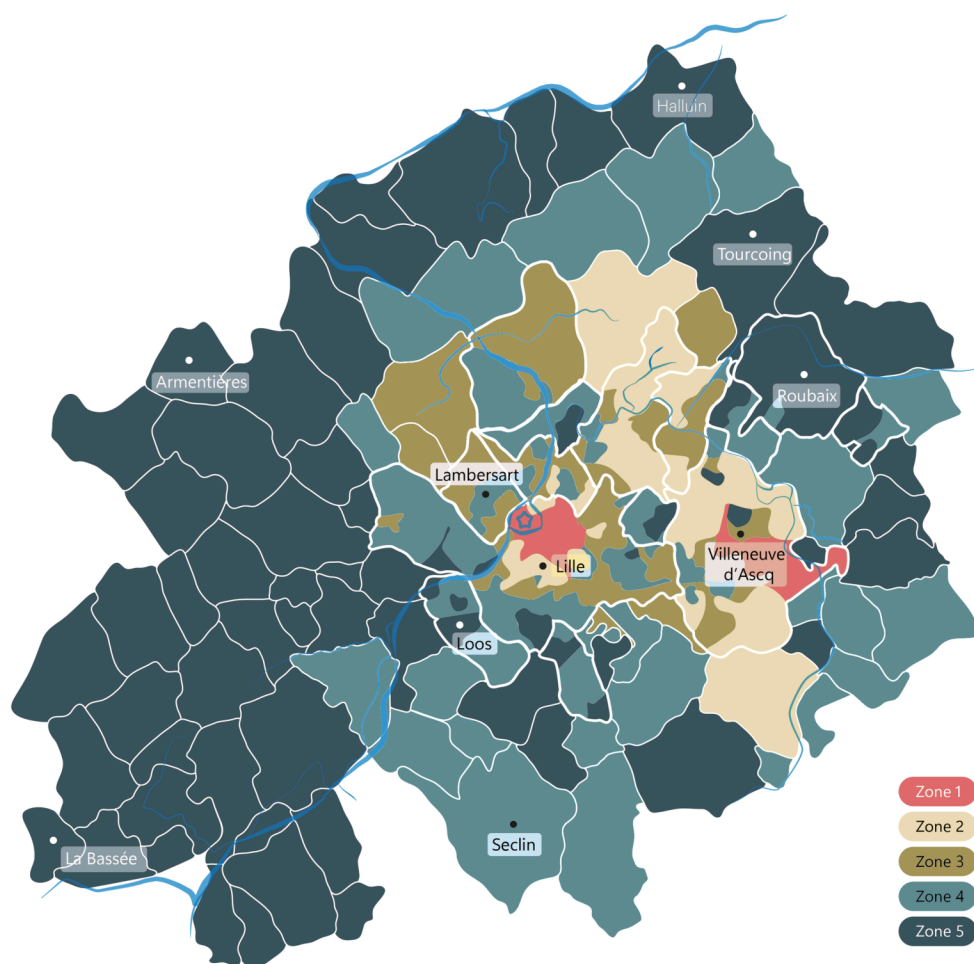 Halluin
Tourcoing
Armentières
Roubaix
Lambersart
Villeneuve
d'Ascq
Lille
Loos
Zone 1
Zone 2
Seclin
La Bassée
Zone 3
Zone 4
Zone 5